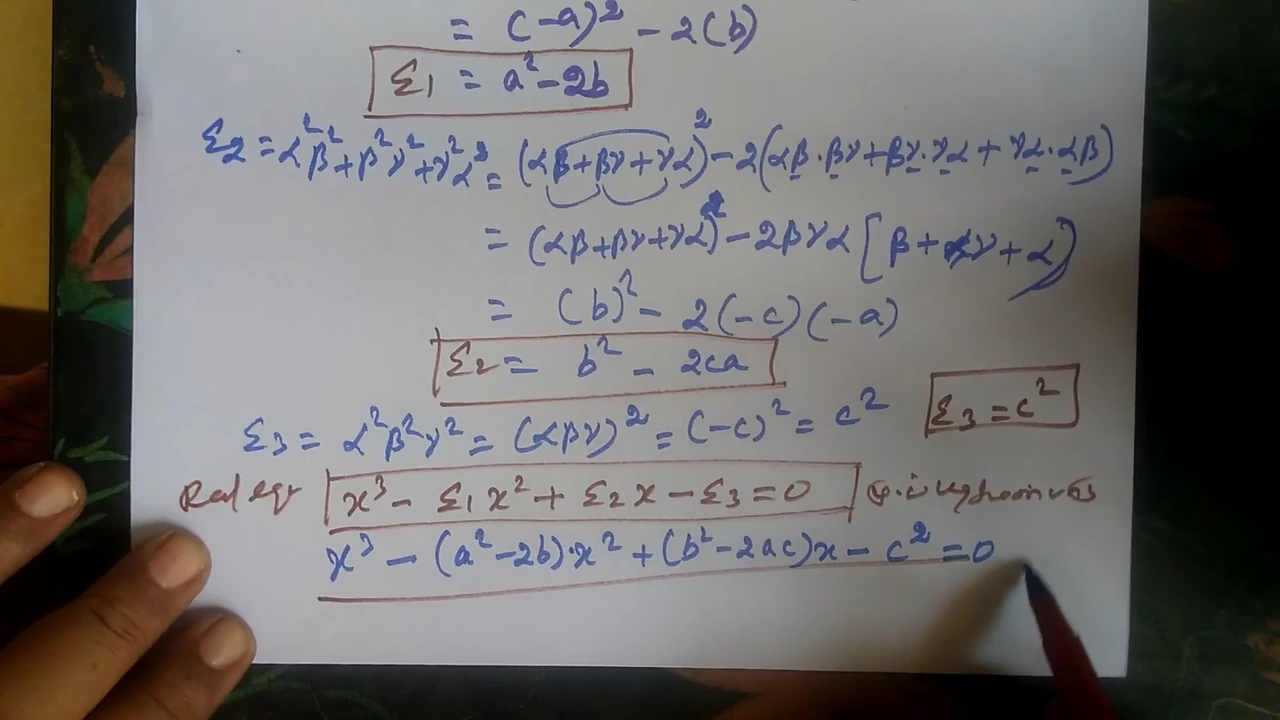 = (-a)² - 2(b)
Σ1 = a² - 2b
Σ2 = α²β² + β²γ² + γ²α² = (αβ + βγ + γα)² - 2(αβ·βγ + βγ·γα + γα·αβ)
= (αβ + βγ + γα)² - 2βγα [β + γ + α)
= (b)² - 2(-c)(-a)
Σ2 = b² - 2ca
Σ3 = α²β²γ² = (αβγ)² = (-c)² = c² Σ3 = c²
x³ - Σ1x² + Σ2x - Σ3 = 0
x³ - (a² - 2b)·x² + (b² - 2ac)x - c² = 0